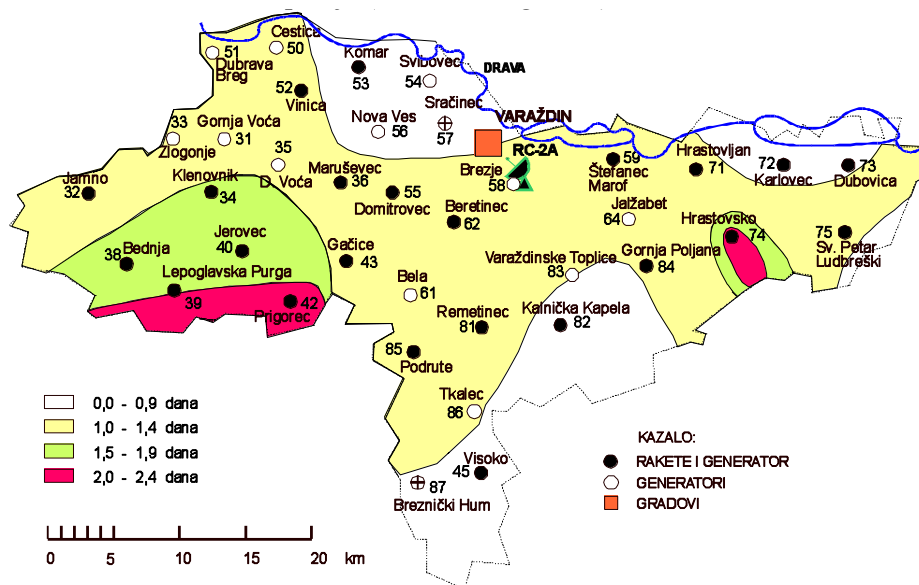 Cestica
50
51
Dubrava
Breg
Komar
53
Svibovec
54
DRAVA
52
Vinica
Sračinec
57
Nova Ves
56
VARAŽDIN
33
Zlogonje
Gornja Voća
31
35
D. Voća
RC-2A
Brezje
58
59
Štefanec
Marof
Hrastovljan
71
72
Karlovec
73
Dubovica
Jamno
32
Klenovnik
34
Maruševec
36
55
Domitrovec
Beretinec
62
Jalžabet
64
Hrastovsko
74
75
Sv. Petar
Ludbreški
38
Bednja
Jerovec
40
Gačice
43
Varaždinske Toplice
83
Gornja Poljana
84
Lepoglavska Purga
39
42
Prigorec
Bela
61
Remetinec
81
Kalnička Kapela
82
85
Podrute
Tkalec
86
Visoko
45
87
Breznički Hum
0,0 - 0,9 dana
1,0 - 1,4 dana
1,5 - 1,9 dana
2,0 - 2,4 dana
KAZALO:
RAKETE I GENERATOR
GENERATORI
GRADOVI
0 5 10 15 20 km